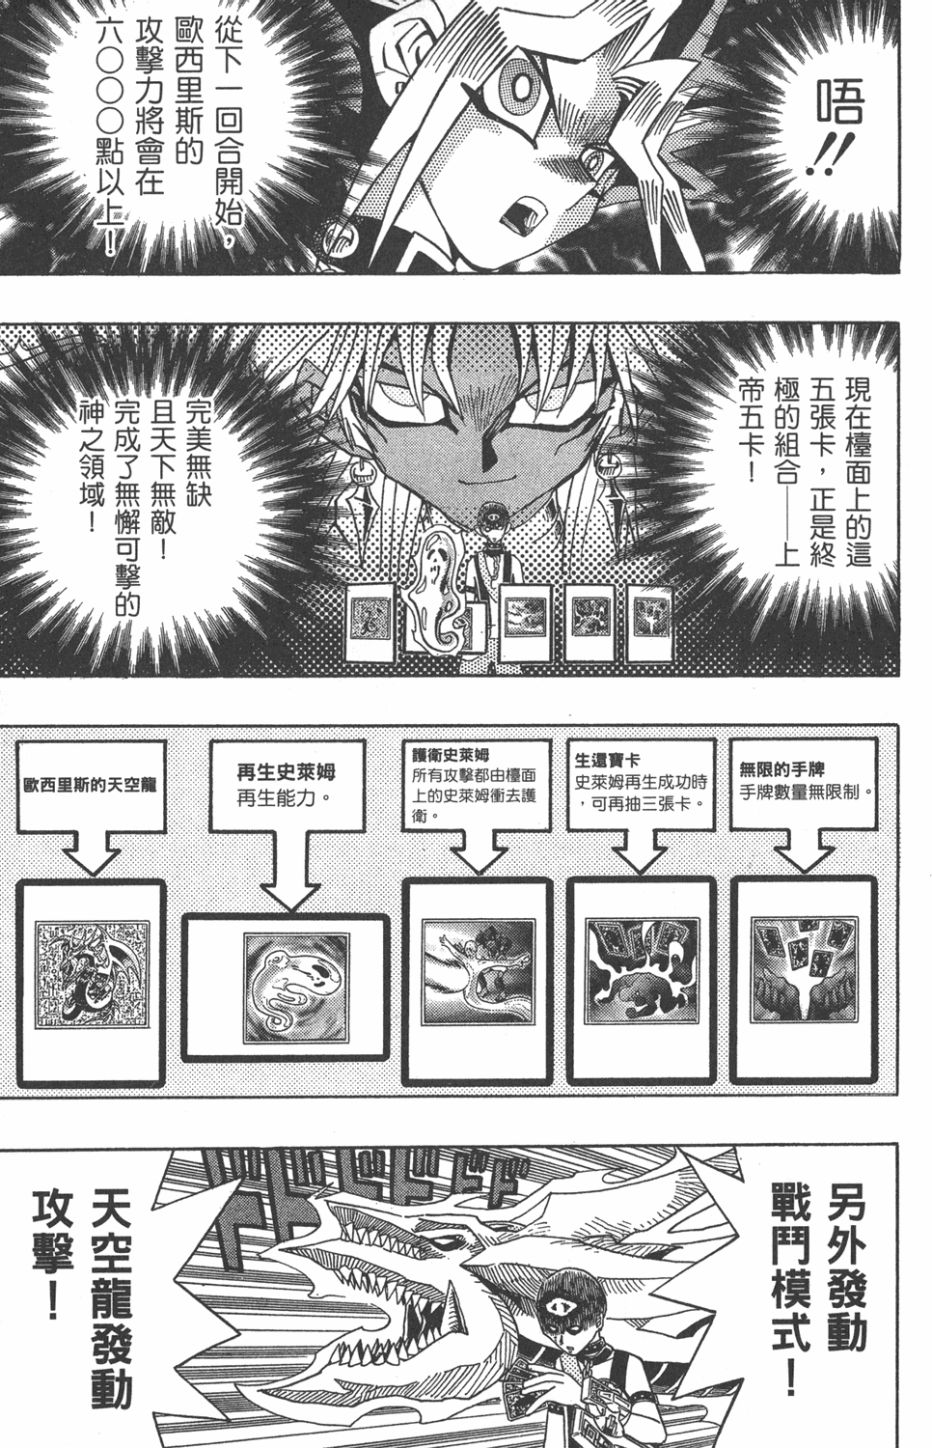 唔!!
從下一回合開始，
歐西里斯的
攻擊力將會在
六〇〇〇點以上！
現在檯面上的這
五張卡，正是終
極的組合──上
帝五卡！
完美無缺
且天下無敵！
完成了無懈可擊的
神之領域！
無限的手牌
手牌數量無限制。
生還寶卡
史萊姆再生成功時
，可再抽三張卡。
護衛史萊姆
所有攻擊都由檯面
上的史萊姆衝去護
衛。
再生史萊姆
再生能力。
歐西里斯的天空龍
另外發動
戰鬥模式！
ドドドドド
天空龍發動
攻擊！